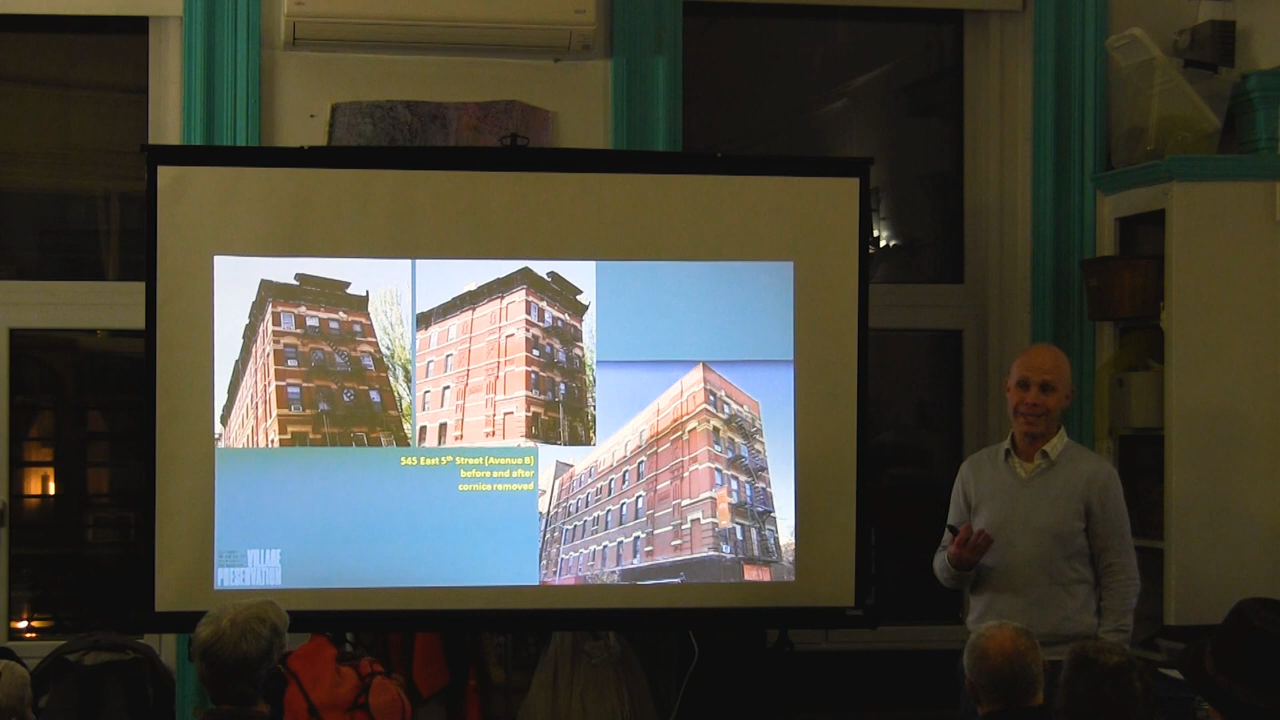 545 East 5th Street (Avenue B)
before and after
cornice removed
VILLAGE
PRESERVATION